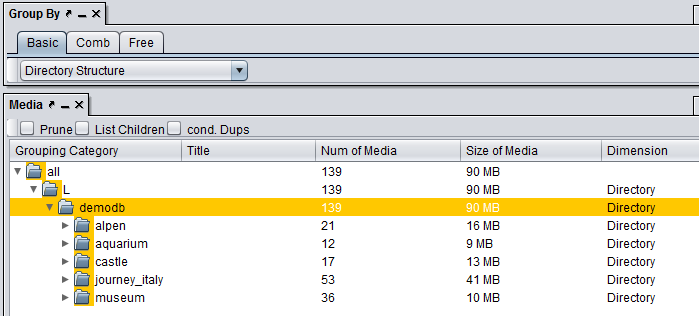 Group By
Basic Comb Free
Directory Structure
Media
Prune List Children cond. Dups
Grouping Category Title Num of Media Size of Media Dimension
all 139 90 MB
L 139 90 MB Directory
demodb 139 90 MB Directory
alpen 21 16 MB Directory
aquarium 12 9 MB Directory
castle 17 13 MB Directory
journey_italy 53 41 MB Directory
museum 36 10 MB Directory